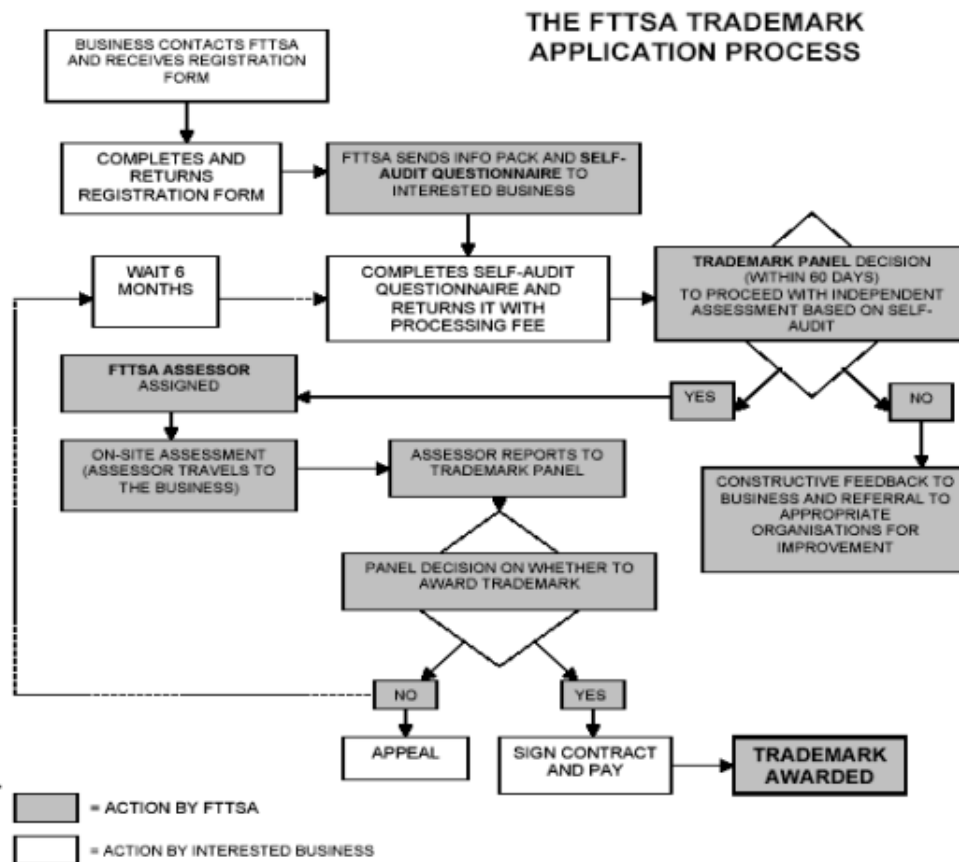 THE FTTSA TRADEMARK
APPLICATION PROCESS
BUSINESS CONTACTS FTTSA
AND RECEIVES REGISTRATION
FORM
COMPLETES AND
RETURNS
REGISTRATION FORM
FTTSA SENDS INFO PACK AND SELF-
AUDIT QUESTIONNAIRE TO
INTERESTED BUSINESS
WAIT 6
MONTHS
COMPLETES SELF-AUDIT
QUESTIONNAIRE AND
RETURNS IT WITH
PROCESSING FEE
TRADEMARK PANEL DECISION
(WITHIN 60 DAYS)
TO PROCEED WITH INDEPENDENT
ASSESSMENT BASED ON SELF-
AUDIT
FTTSA ASSESSOR
ASSIGNED
YES
NO
ON-SITE ASSESSMENT
(ASSESSOR TRAVELS TO
THE BUSINESS)
ASSESSOR REPORTS TO
TRADEMARK PANEL
CONSTRUCTIVE FEEDBACK TO
BUSINESS AND REFERRAL TO
APPROPRIATE
ORGANISATIONS FOR
IMPROVEMENT
PANEL DECISION ON WHETHER TO
AWARD TRADEMARK
NO
YES
APPEAL
SIGN CONTRACT
AND PAY
TRADEMARK
AWARDED
= ACTION BY FTTSA
= ACTION BY INTERESTED BUSINESS